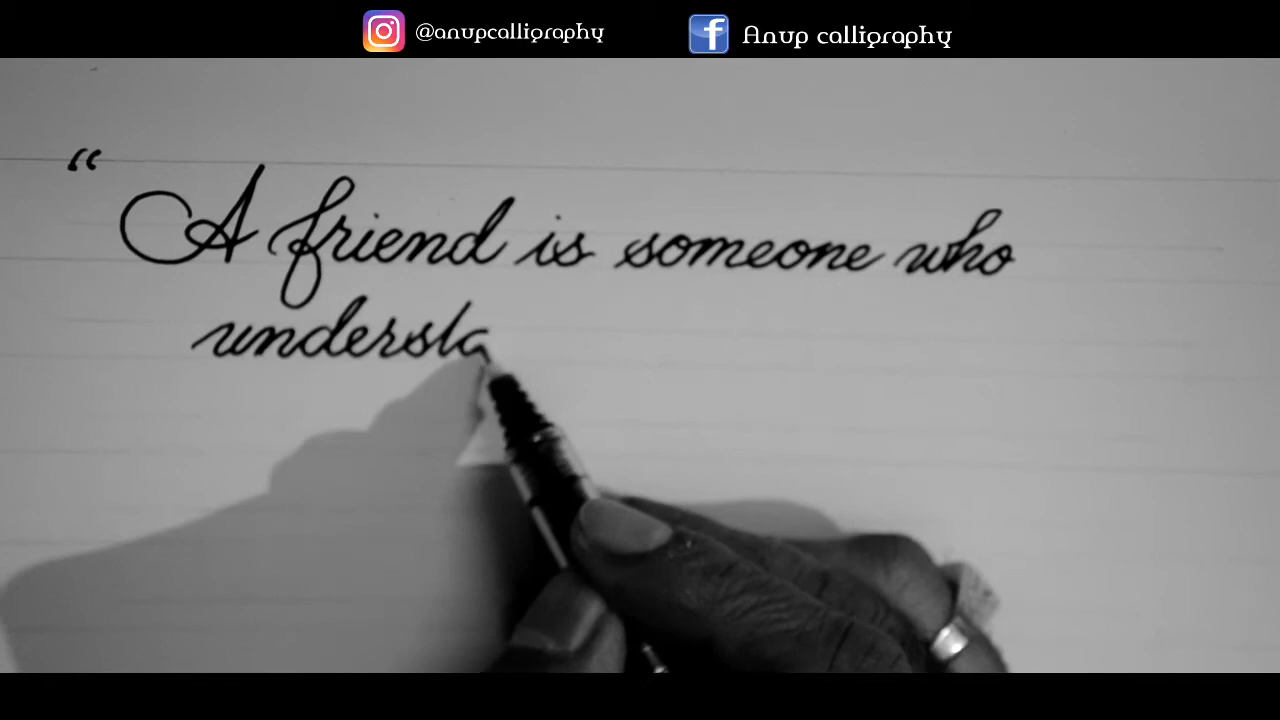 @anupcalligraphy
Anup calligraphy
“ A friend is someone who
understa